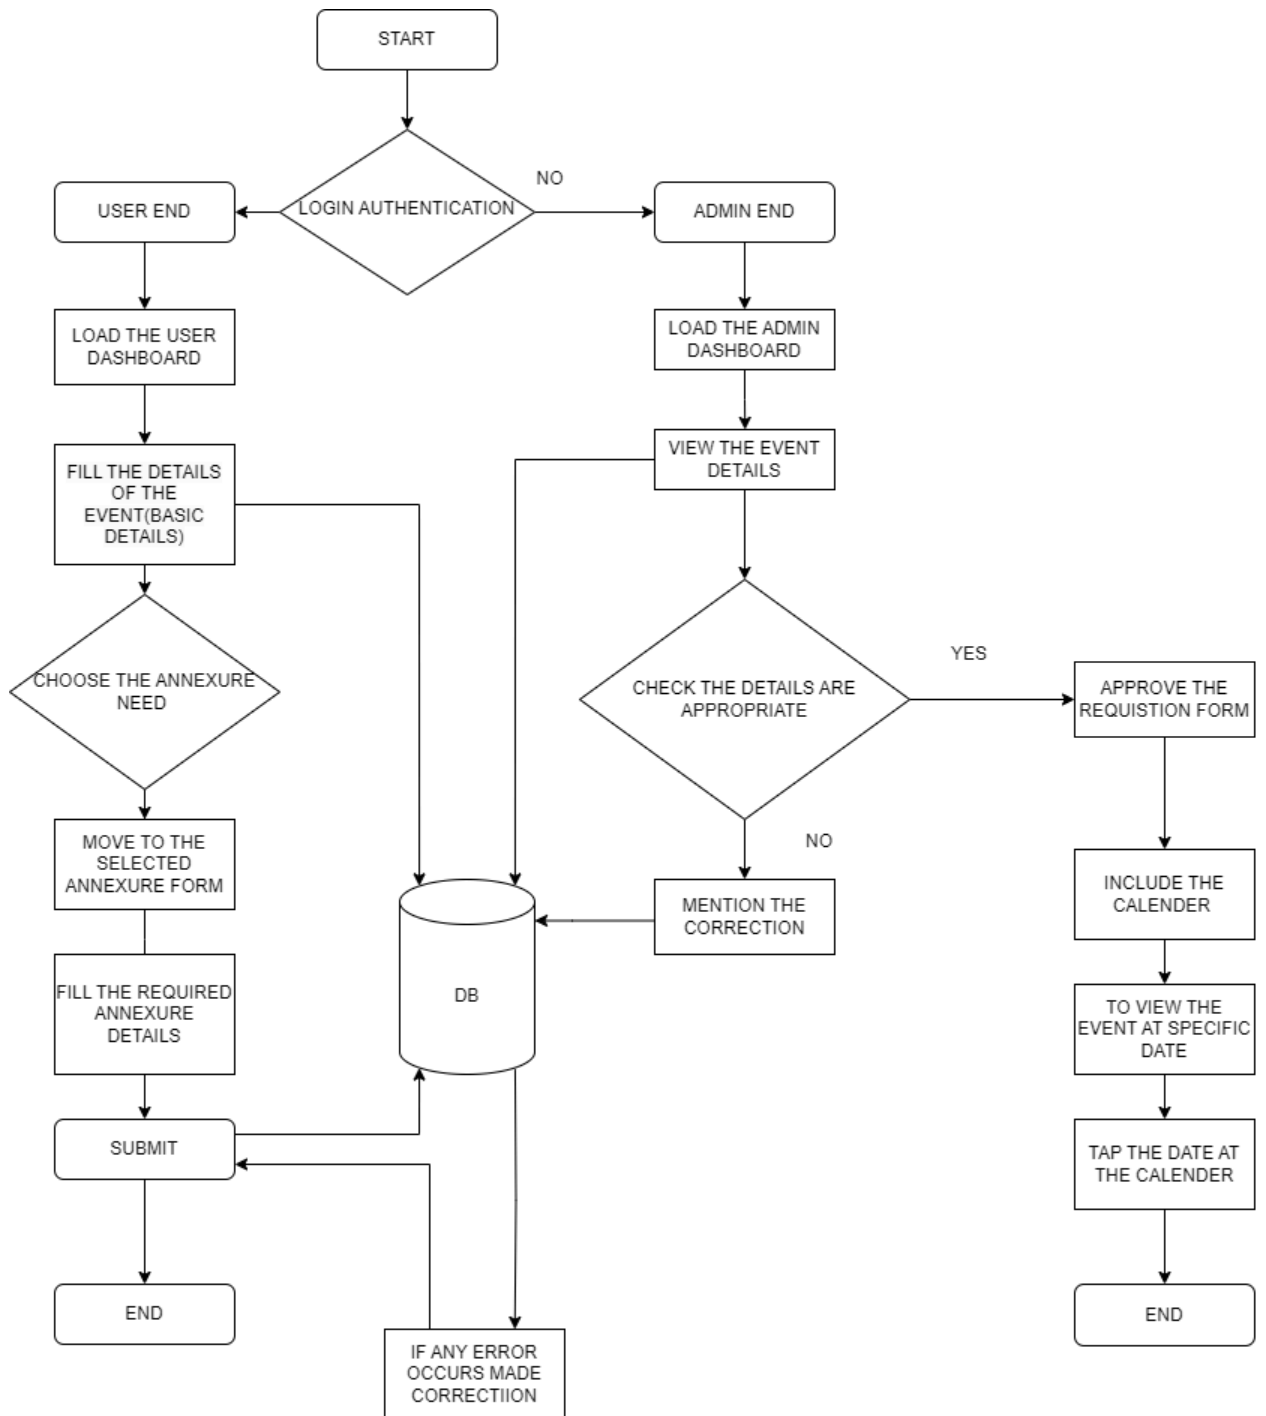 START
NO
USER END
LOGIN AUTHENTICATION
ADMIN END
LOAD THE USER
DASHBOARD
LOAD THE ADMIN
DASHBOARD
VIEW THE EVENT
DETAILS
FILL THE DETAILS
OF THE
EVENT(BASIC
DETAILS)
CHOOSE THE ANNEXURE
NEED
CHECK THE DETAILS ARE
APPROPRIATE
YES
APPROVE THE
REQUISTION FORM
NO
MOVE TO THE
SELECTED
ANNEXURE FORM
MENTION THE
CORRECTION
INCLUDE THE
CALENDER
FILL THE REQUIRED
ANNEXURE
DETAILS
DB
TO VIEW THE
EVENT AT SPECIFIC
DATE
SUBMIT
TAP THE DATE AT
THE CALENDER
END
END
IF ANY ERROR
OCCURS MADE
CORRECTIION